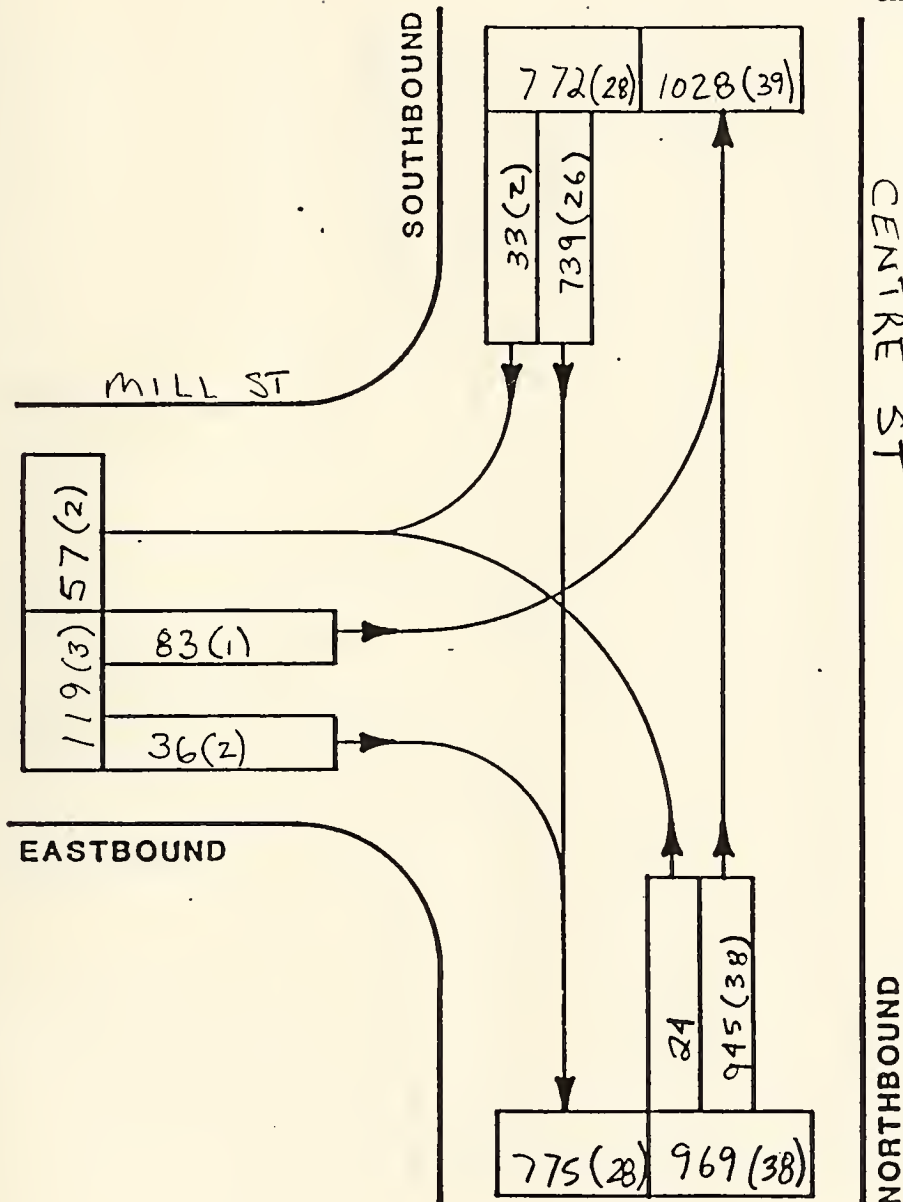 SOUTHBOUND
772(28)
1028(39)
33(2)
739(26)
CENTRE ST
MILL ST
57(2)
119(3)
83(1)
36(2)
EASTBOUND
24
945(38)
775(28)
969(38)
NORTHBOUND